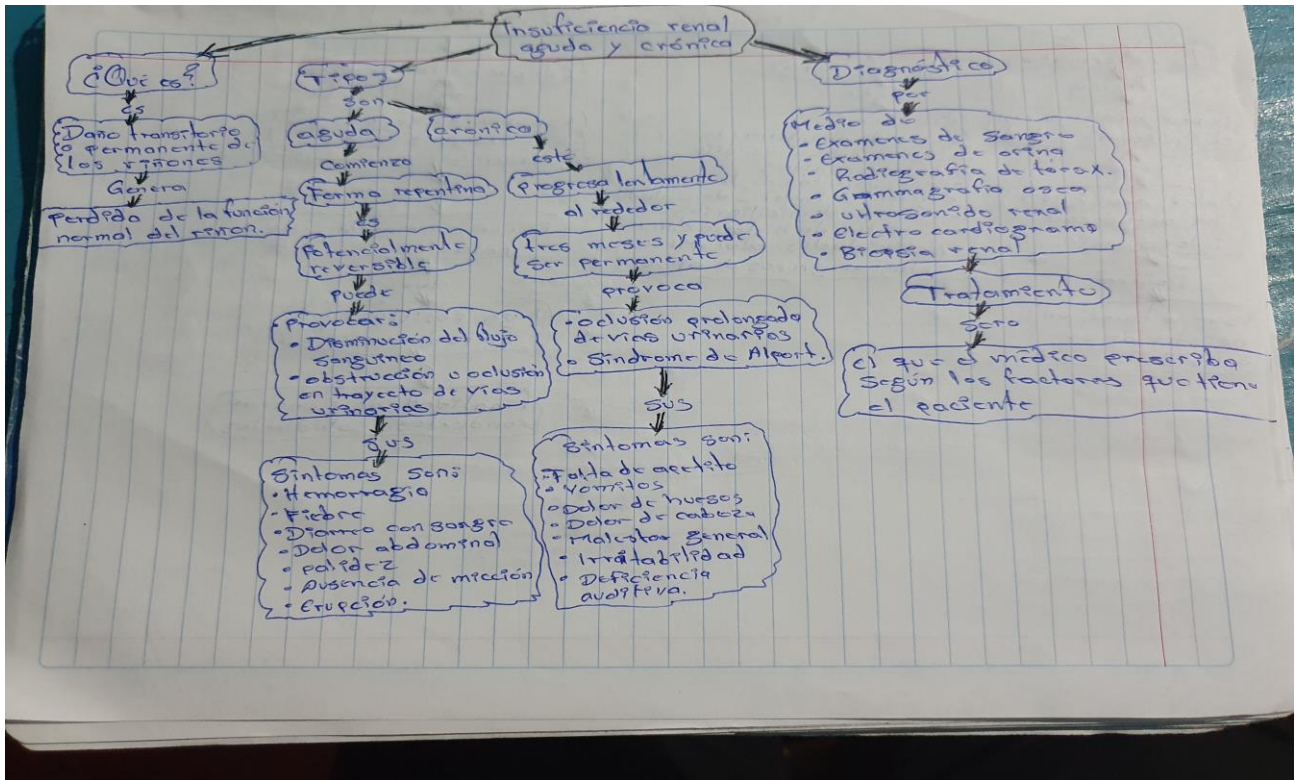 Insuficiencia renal
aguda y crónica
¿Qué es?
es
Daño transitorio
o permanente de
los riñones
Genera
Perdida de la función
normal del riñon.
Tipos
son
aguda
Comienza
Forma repentina
es
Potencialmente
reversible
puede
Provocar:
• Disminución del flujo
sanguineo
• obstrucción u oclusión
en trayecto de vías
urinarias
sus
Sintomas son:
• Hemorragia
• Fiebre
• Diarrea con sangre
• Dolor abdominal
• palidez
• Ausencia de micción
• Erupción.
crónica
esté
progresa lentamente
al rededor
tres meses y puede
ser permanente
provoca
• Oclusión prolongada
de vías urinarias
• Síndrome de Alport.
sus
Sintomas son:
• Falta de apetito
• Vomitos
• Dolor de huesos
• Dolor de cabeza
• Malestar general
• Irritabilidad
• Deficiencia
auditiva.
Diagnóstico
por
Medio de
• Examenes de sangre
• Examenes de orina
• Radiografía de tórax.
• Grammagrafia osea
• ultrasonido renal
• Electro cardiograma
• Biopsia renal
Tratamiento
Sera
el que el médico prescriba
según los factores que tiene
el paciente